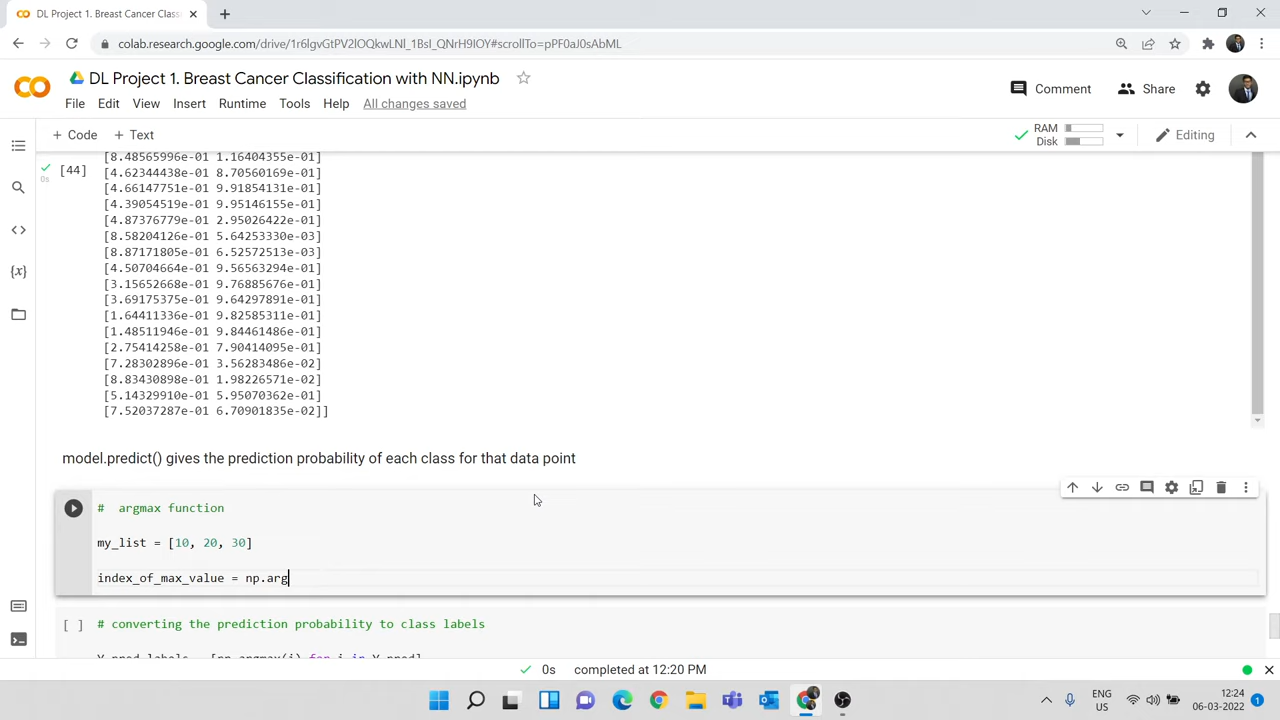 DL Project 1. Breast Cancer Class
colab.research.google.com/drive/1r6lgvGtPV2lOQkwLNl_1BsI_QNrH9IOY#scrollTo=pPF0aJ0sAbML
DL Project 1. Breast Cancer Classification with NN.ipynb
Comment
Share
File Edit View Insert Runtime Tools Help All changes saved
+ Code + Text
RAM
Disk
Editing
[8.48565996e-01 1.16404355e-01]
[44]
0s
[4.62344438e-01 8.70560169e-01]
[4.66147751e-01 9.91854131e-01]
[4.39054519e-01 9.95146155e-01]
[4.87376779e-01 2.95026422e-01]
[8.58204126e-01 5.64253330e-03]
[8.87171805e-01 6.52572513e-03]
[4.50704664e-01 9.56563294e-01]
[3.15652668e-01 9.76885676e-01]
[3.69175375e-01 9.64297891e-01]
[1.64411336e-01 9.82585311e-01]
[1.48511946e-01 9.84461486e-01]
[2.75414258e-01 7.90414095e-01]
[7.28302896e-01 3.56283486e-02]
[8.83430898e-01 1.98226571e-02]
[5.14329910e-01 5.95070362e-01]
[7.52037287e-01 6.70901835e-02]]
model.predict() gives the prediction probability of each class for that data point
# argmax function
my_list = [10, 20, 30]
index_of_max_value = np.arg
[ ]
# converting the prediction probability to class labels
Y_pred_labels = [np.argmax(i) for i in Y_pred]
0s completed at 12:20 PM
ENG
US
12:24
06-03-2022
1